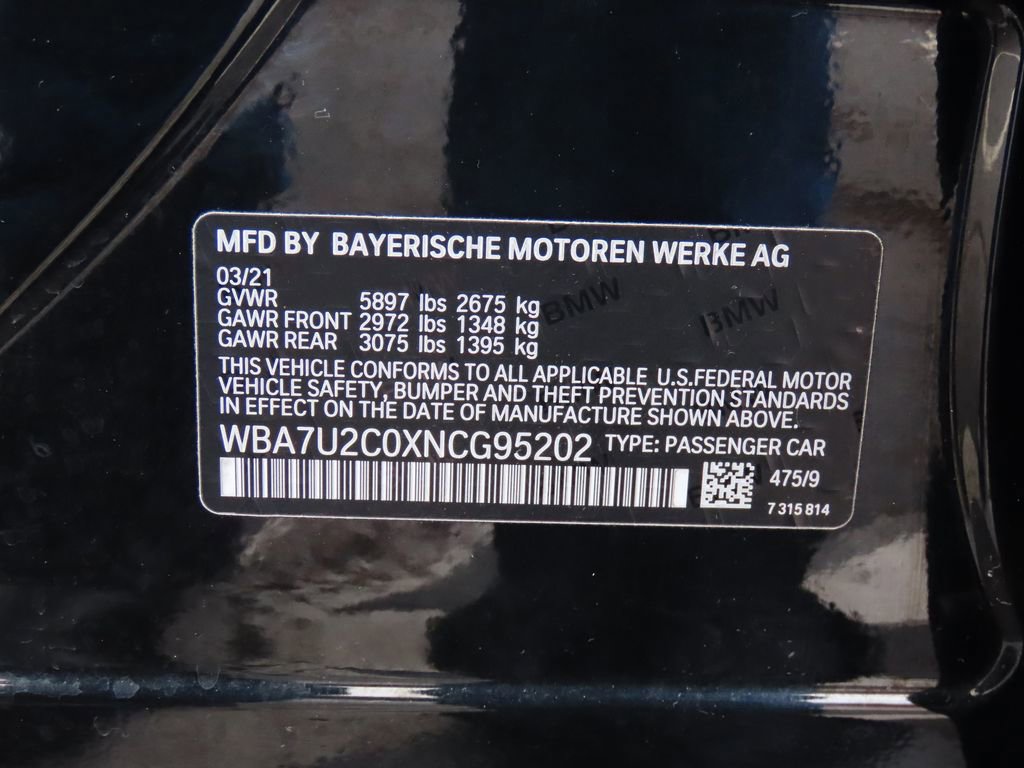 MFD BY BAYERISCHE MOTOREN WERKE AG
03/21
GVWR 5897 lbs 2675 kg
GAWR FRONT 2972 lbs 1348 kg
GAWR REAR 3075 lbs 1395 kg
THIS VEHICLE CONFORMS TO ALL APPLICABLE U.S.FEDERAL MOTOR
VEHICLE SAFETY, BUMPER AND THEFT PREVENTION STANDARDS
IN EFFECT ON THE DATE OF MANUFACTURE SHOWN ABOVE.
WBA7U2C0XNCG95202 TYPE: PASSENGER CAR
475/9
7 315 814
BMW
BMW